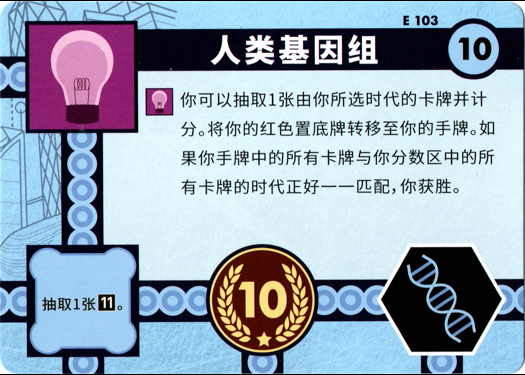 E 103
人类基因组
10
你可以抽取1张由你所选时代的卡牌并计
分。将你的红色置底牌转移至你的手牌。如
果你手牌中的所有卡牌与你分数区中的所
有卡牌的时代正好一一匹配,你获胜。
抽取1张11。
10